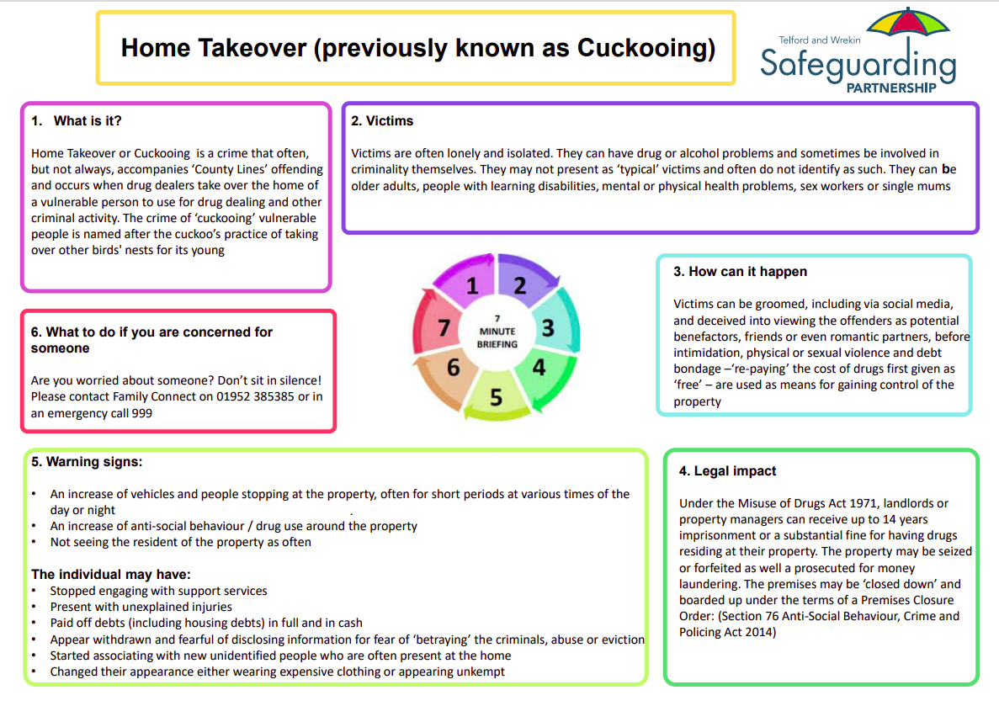 Home Takeover (previously known as Cuckooing)
Telford and Wrekin
Safeguarding
PARTNERSHIP
1. What is it?
Home Takeover or Cuckooing is a crime that often,
but not always, accompanies ‘County Lines’ offending
and occurs when drug dealers take over the home of
a vulnerable person to use for drug dealing and other
criminal activity. The crime of ‘cuckooing’ vulnerable
people is named after the cuckoo’s practice of taking
over other birds' nests for its young
2. Victims
Victims are often lonely and isolated. They can have drug or alcohol problems and sometimes be involved in
criminality themselves. They may not present as ‘typical’ victims and often do not identify as such. They can be
older adults, people with learning disabilities, mental or physical health problems, sex workers or single mums
3. How can it happen
Victims can be groomed, including via social media,
and deceived into viewing the offenders as potential
benefactors, friends or even romantic partners, before
intimidation, physical or sexual violence and debt
bondage –‘re-paying’ the cost of drugs first given as
‘free’ – are used as means for gaining control of the
property
1
2
3
4
5
6
7
7
MINUTE
BRIEFING
6. What to do if you are concerned for
someone
Are you worried about someone? Don’t sit in silence!
Please contact Family Connect on 01952 385385 or in
an emergency call 999
5. Warning signs:
• An increase of vehicles and people stopping at the property, often for short periods at various times of the
day or night .
• An increase of anti-social behaviour / drug use around the property
• Not seeing the resident of the property as often
The individual may have:
• Stopped engaging with support services
• Present with unexplained injuries
• Paid off debts (including housing debts) in full and in cash
• Appear withdrawn and fearful of disclosing information for fear of ‘betraying’ the criminals, abuse or eviction
• Started associating with new unidentified people who are often present at the home
• Changed their appearance either wearing expensive clothing or appearing unkempt
4. Legal impact
Under the Misuse of Drugs Act 1971, landlords or
property managers can receive up to 14 years
imprisonment or a substantial fine for having drugs
residing at their property. The property may be seized
or forfeited as well a prosecuted for money
laundering. The premises may be ‘closed down’ and
boarded up under the terms of a Premises Closure
Order: (Section 76 Anti-Social Behaviour, Crime and
Policing Act 2014)